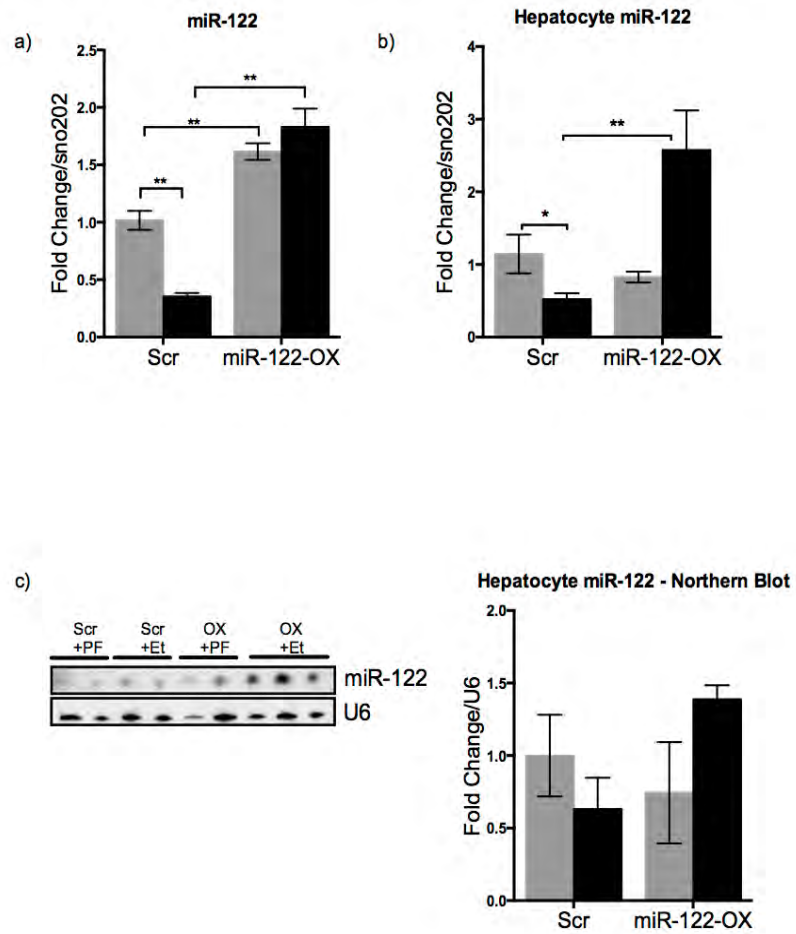 miR-122
a)
2.5
2.0
1.5
1.0
0.5
0.0
Fold Change/sno202
**
**
**
Scr miR-122-OX
Hepatocyte miR-122
b)
4
3
2
1
0
Fold Change/sno202
**
*
Scr miR-122-OX
c)
Scr Scr OX OX
+PF +Et +PF +Et
miR-122
U6
Hepatocyte miR-122 - Northern Blot
2.0
1.5
1.0
0.5
0.0
Fold Change/U6
Scr miR-122-OX